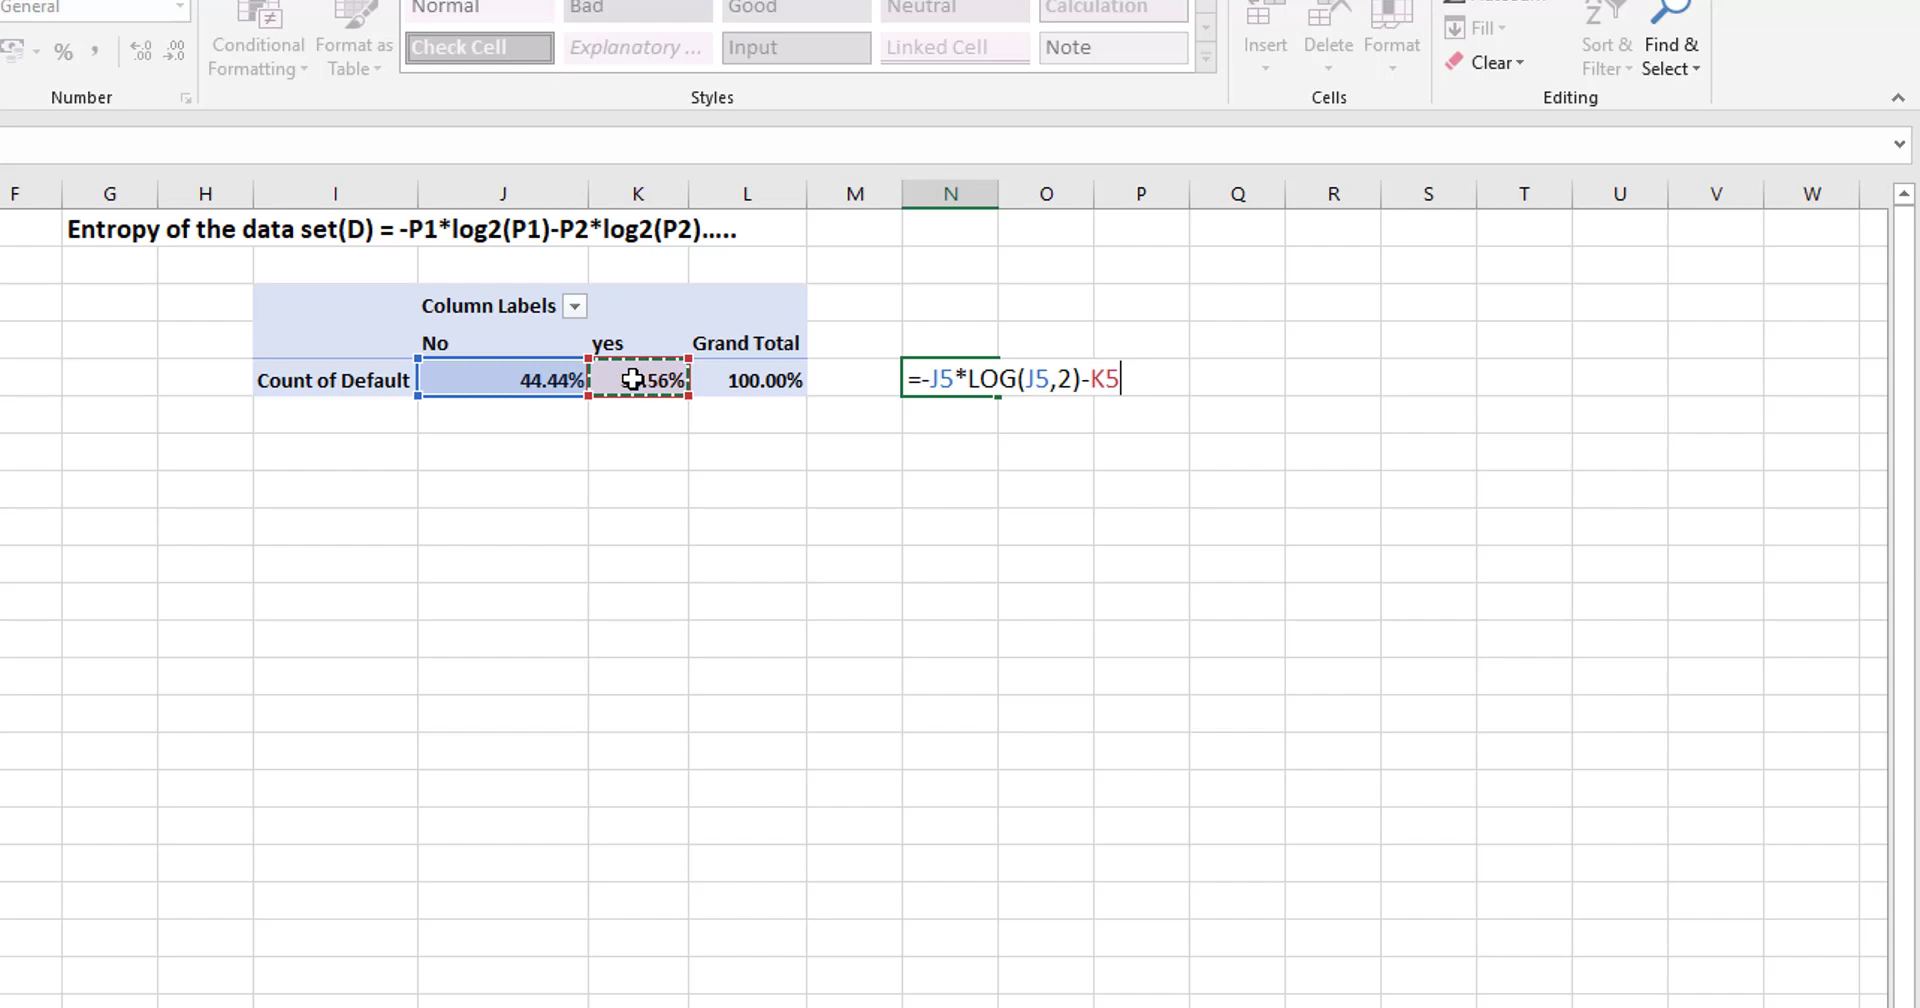 General
Normal Bad Good Neutral Calculation
% , Conditional Formatting Format as Table Check Cell Explanatory ... Input Linked Cell Note
Insert Delete Format Fill Clear Sort & Filter Find & Select
Number Styles Cells Editing
F G H I J K L M N O P Q R S T U V W
Entropy of the data set(D) = -P1*log2(P1)-P2*log2(P2).....
Column Labels
No yes Grand Total
Count of Default 44.44% .56% 100.00% =-J5*LOG(J5,2)-K5